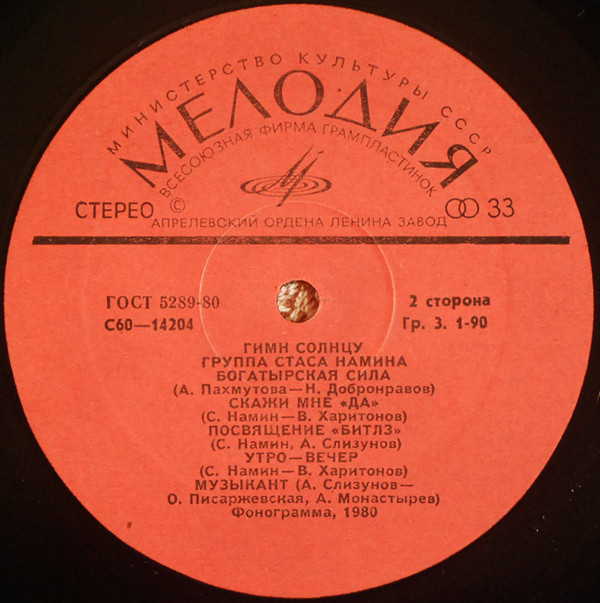 МИНИСТЕРСТВО КУЛЬТУРЫ СССР
МЕЛОДИЯ
ВСЕСОЮЗНАЯ ФИРМА ГРАМПЛАСТИНОК
СТЕРЕО © 33
АПРЕЛЕВСКИЙ ОРДЕНА ЛЕНИНА ЗАВОД
ГОСТ 5289-80 2 сторона
С60—14204 Гр. 3. 1-90
ГИМН СОЛНЦУ
ГРУППА СТАСА НАМИНА
БОГАТЫРСКАЯ СИЛА
(А. Пахмутова—Н. Добронравов)
СКАЖИ МНЕ «ДА»
(С. Намин—В. Харитонов)
ПОСВЯЩЕНИЕ «БИТЛЗ»
(С. Намин, А. Слизунов)
УТРО—ВЕЧЕР
(С. Намин—В. Харитонов)
МУЗЫКАНТ (А. Слизунов—
О. Писаржевская, А. Монастырев)
Фонограмма, 1980